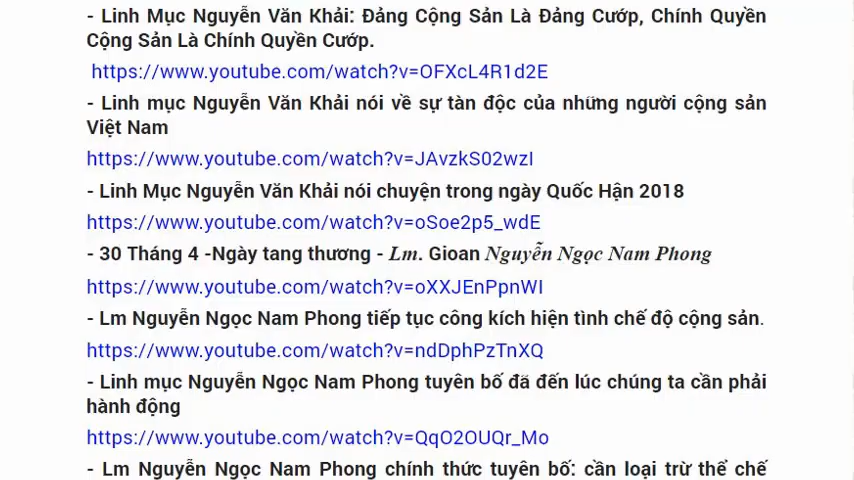 - Linh Mục Nguyễn Văn Khải: Đảng Cộng Sản Là Đảng Cướp, Chính Quyền
Cộng Sản Là Chính Quyền Cướp.
https://www.youtube.com/watch?v=OFXcL4R1d2E
- Linh mục Nguyễn Văn Khải nói về sự tàn độc của những người cộng sản
Việt Nam
https://www.youtube.com/watch?v=JAvzkS02wzI
- Linh Mục Nguyễn Văn Khải nói chuyện trong ngày Quốc Hận 2018
https://www.youtube.com/watch?v=oSoe2p5_wdE
- 30 Tháng 4 -Ngày tang thương - Lm. Gioan Nguyễn Ngọc Nam Phong
https://www.youtube.com/watch?v=oXXJEnPpnWI
- Lm Nguyễn Ngọc Nam Phong tiếp tục công kích hiện tình chế độ cộng sản.
https://www.youtube.com/watch?v=ndDphPzTnXQ
- Linh mục Nguyễn Ngọc Nam Phong tuyên bố đã đến lúc chúng ta cần phải
hành động
https://www.youtube.com/watch?v=QqO2OUQr_Mo
- Lm Nguyễn Ngọc Nam Phong chính thức tuyên bố: cần loại trừ thể chế